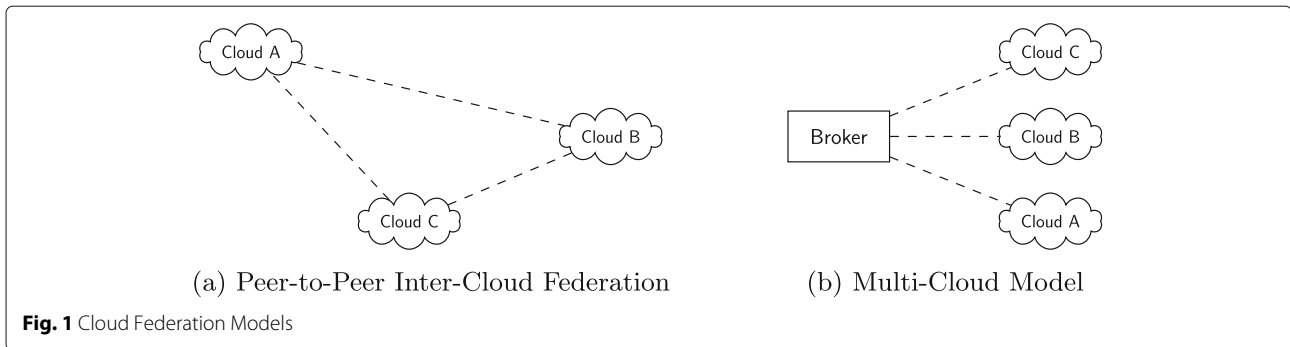 Cloud A
Cloud B
Cloud C
(a) Peer-to-Peer Inter-Cloud Federation
Cloud C
Broker
Cloud B
Cloud A
(b) Multi-Cloud Model
Fig. 1 Cloud Federation Models